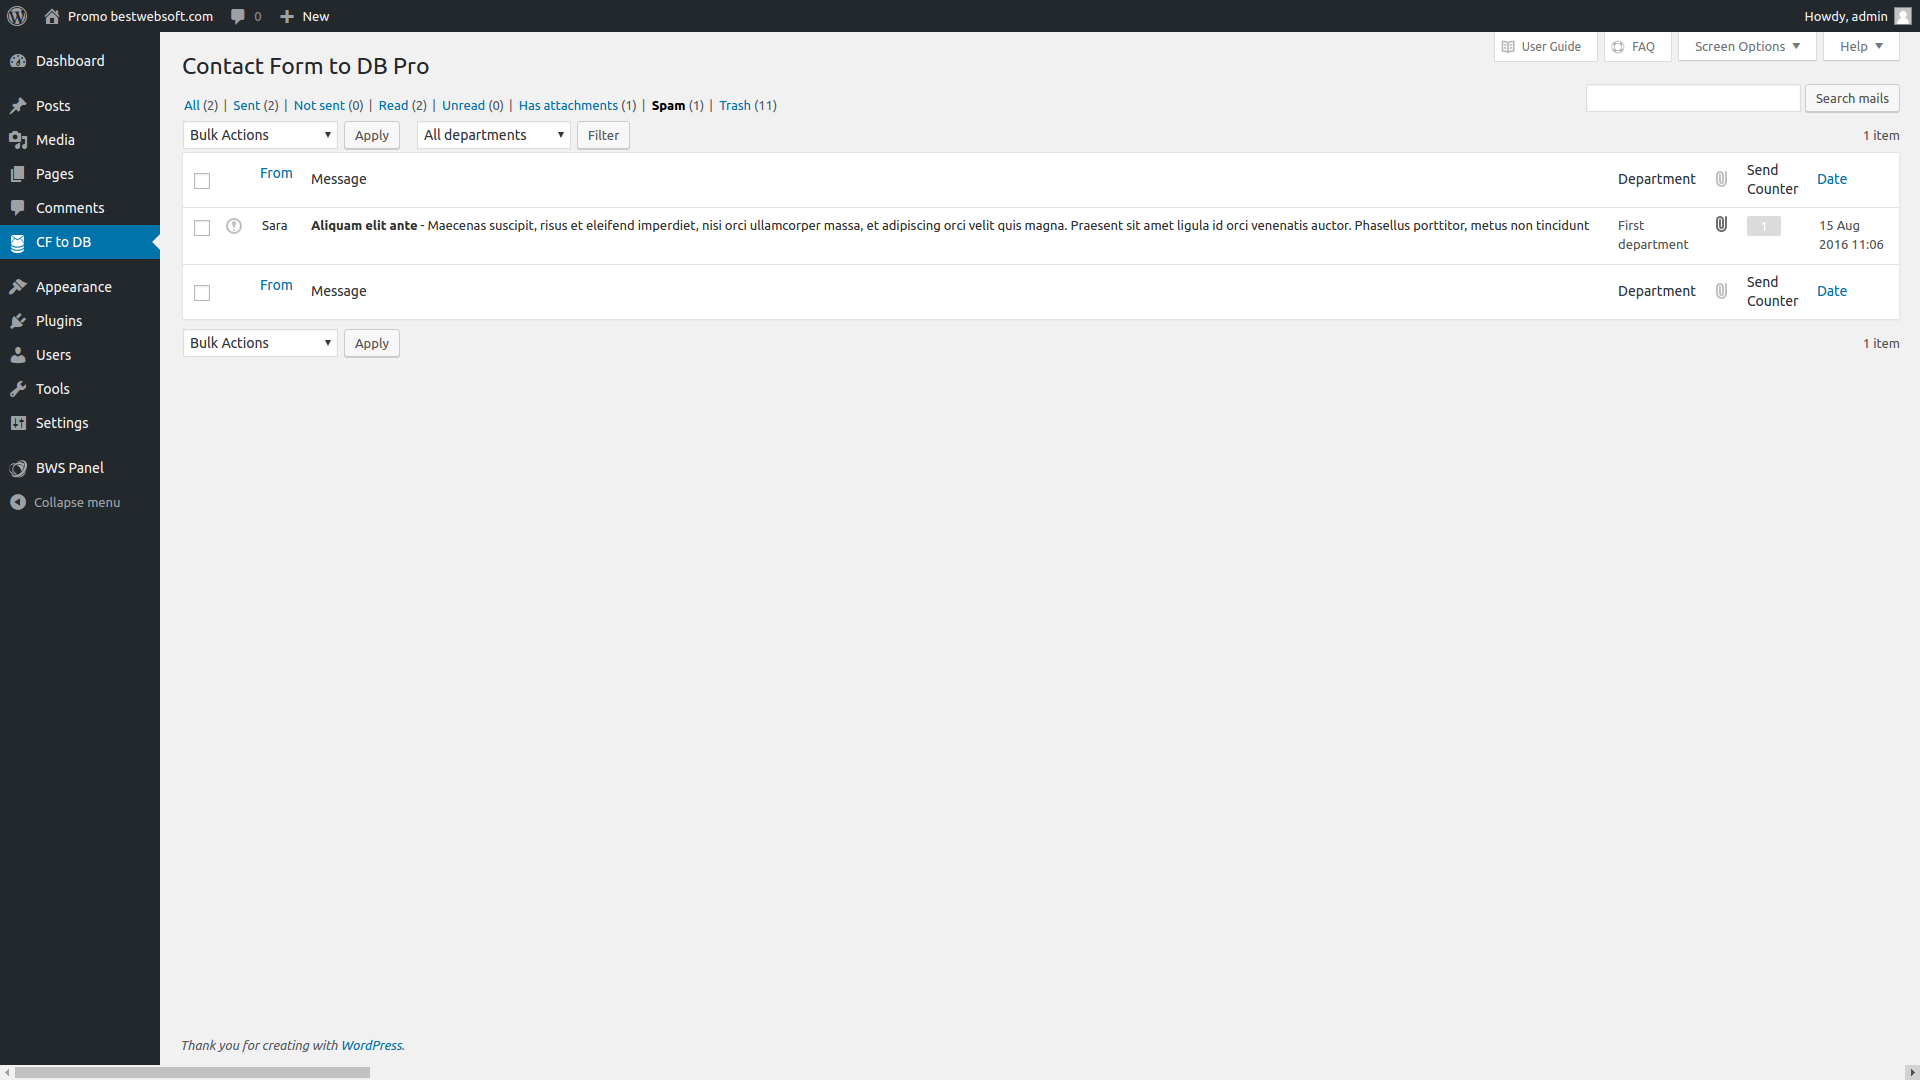 Promo bestwebsoft.com 0 New Howdy, admin
User Guide FAQ Screen Options Help
Dashboard
Posts
Media
Pages
Comments
CF to DB
Appearance
Plugins
Users
Tools
Settings
BWS Panel
Collapse menu
Contact Form to DB Pro
All (2) | Sent (2) | Not sent (0) | Read (2) | Unread (0) | Has attachments (1) | Spam (1) | Trash (11)
Search mails
Bulk Actions Apply All departments Filter 1 item
From Message Department Send Counter Date
Sara Aliquam elit ante - Maecenas suscipit, risus et eleifend imperdiet, nisi orci ullamcorper massa, et adipiscing orci velit quis magna. Praesent sit amet ligula id orci venenatis auctor. Phasellus porttitor, metus non tincidunt First department 1 15 Aug 2016 11:06
From Message Department Send Counter Date
Bulk Actions Apply 1 item
Thank you for creating with WordPress.